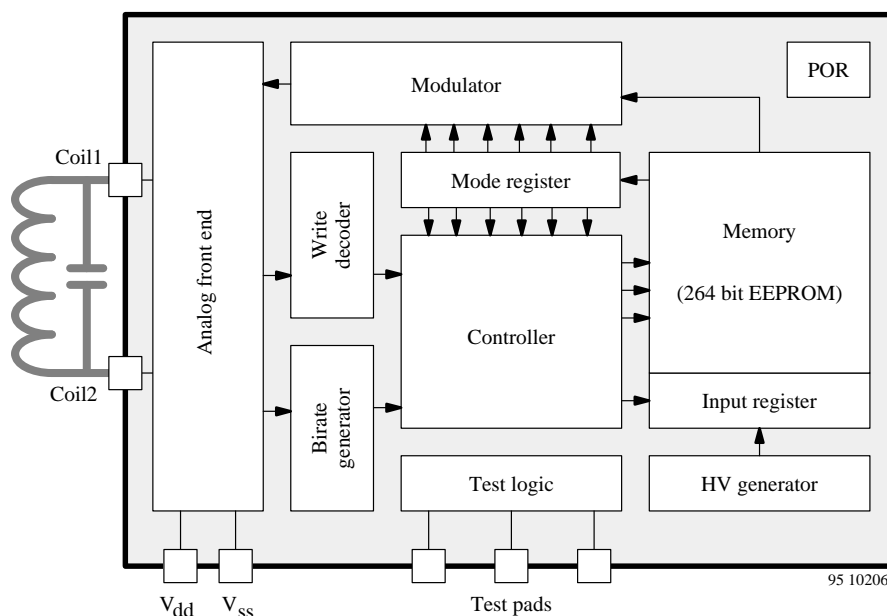 POR
Modulator
Coil1
Mode register
Write
decoder
Memory
Analog front end
(264 bit EEPROM)
Controller
Coil2
Birate
generator
Input register
Test logic
HV generator
95 10206
Vdd
Vss
Test pads